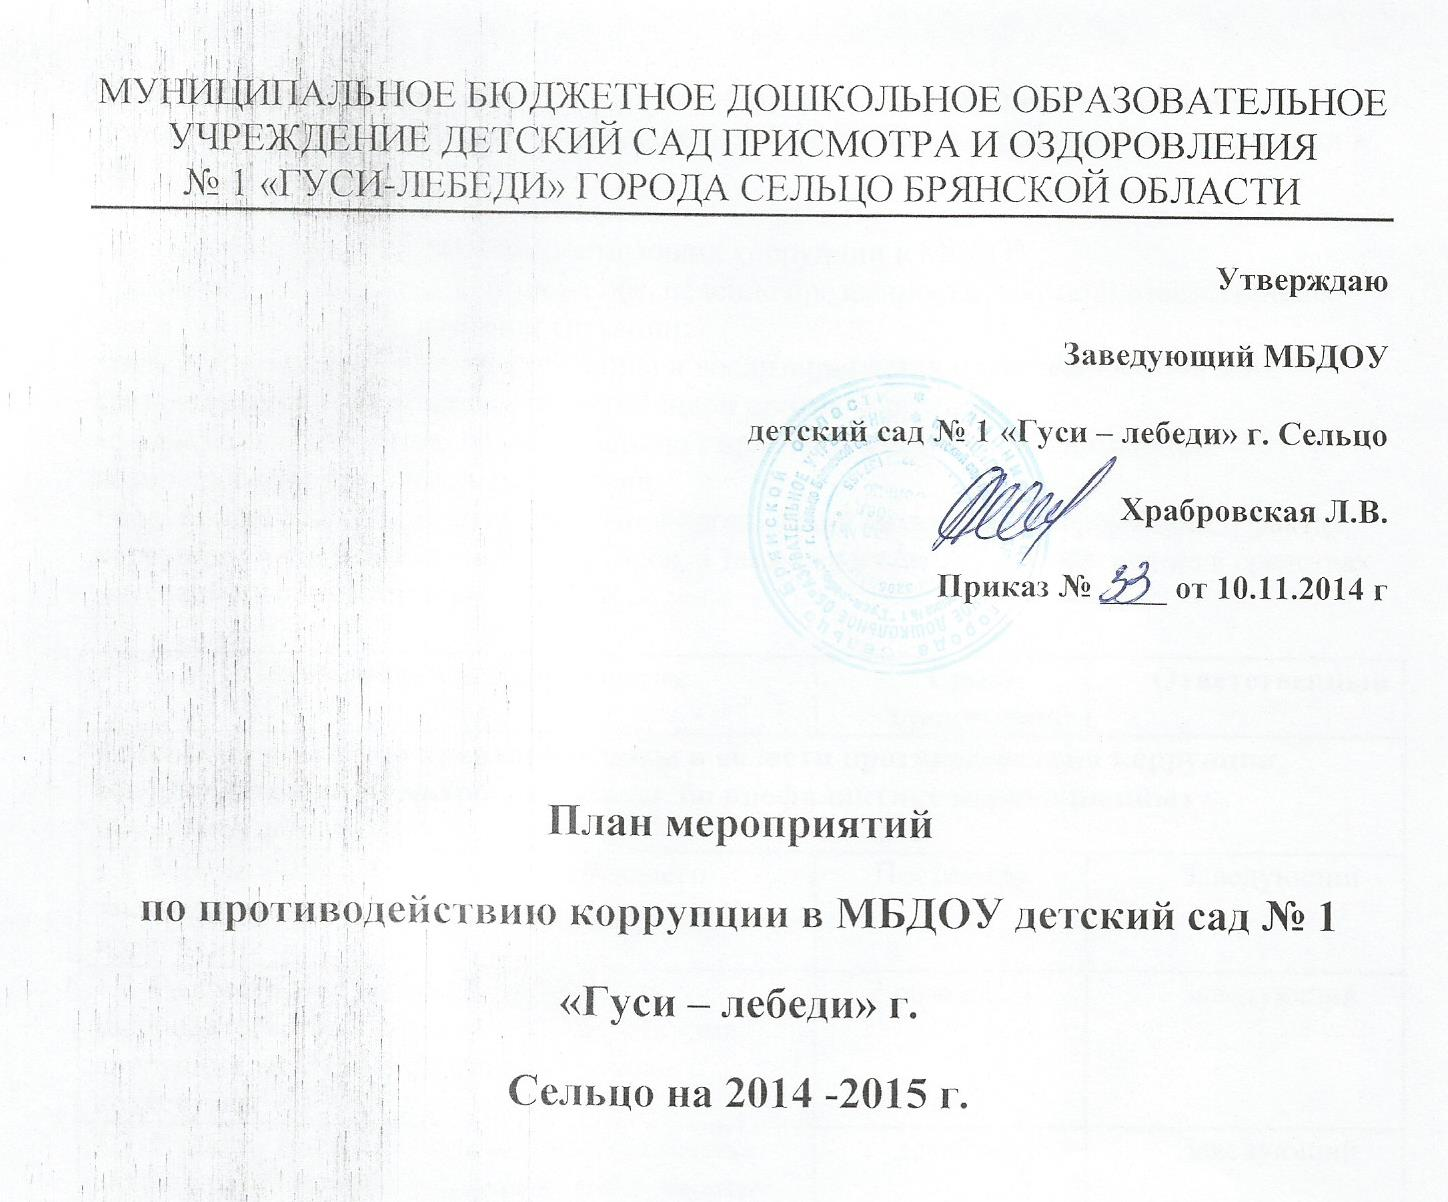 МУНИЦИПАЛЬНОЕ БЮДЖЕТНОЕ ДОШКОЛЬНОЕ ОБРАЗОВАТЕЛЬНОЕ
УЧРЕЖДЕНИЕ ДЕТСКИЙ САД ПРИСМОТРА И ОЗДОРОВЛЕНИЯ
№ 1 «ГУСИ-ЛЕБЕДИ» ГОРОДА СЕЛЬЦО БРЯНСКОЙ ОБЛАСТИ
Утверждаю
Заведующий МБДОУ
детский сад № 1 «Гуси – лебеди» г. Сельцо
Храбровская Л.В.
Приказ № 33 от 10.11.2014 г
План мероприятий
по противодействию коррупции в МБДОУ детский сад № 1
«Гуси – лебеди» г.
Сельцо на 2014 -2015 г.